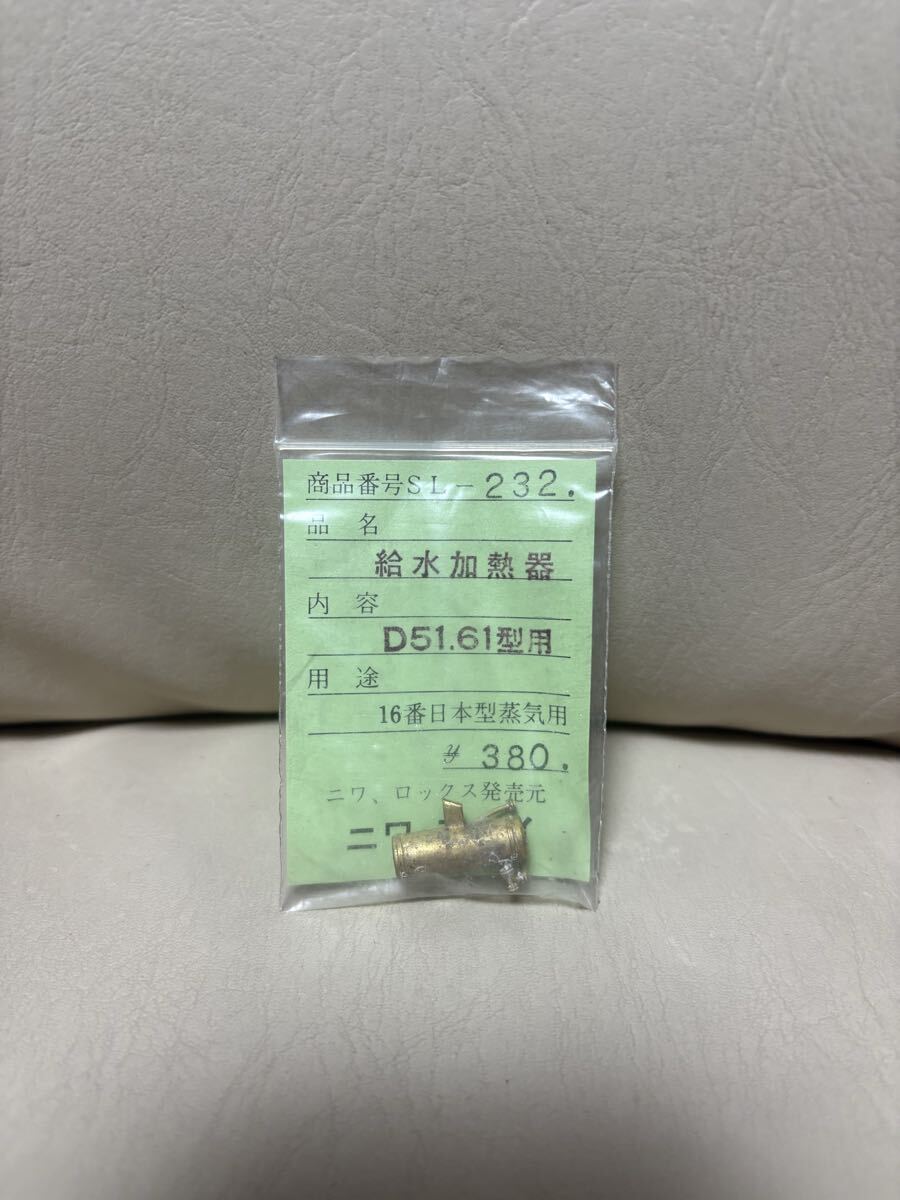 商品番号SL-232.
品名
給水加熱器
内容
D51.61型用
用途
16番日本型蒸気用
¥380.
ニワ、ロックス発売元
ニワ